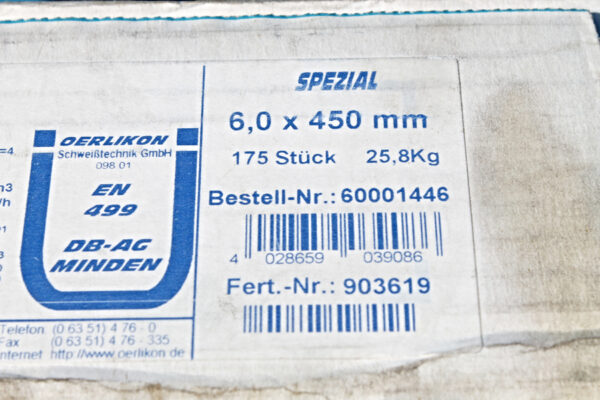 SPEZIAL
6,0 x 450 mm
175 Stück 25,8Kg
Bestell-Nr.: 60001446
4 028659 039086
Fert.-Nr.: 903619
OERLIKON
Schweißtechnik GmbH
098 01
EN
499
DB-AG
MINDEN
=4
/h
Telefon (0 63 51) 4 76 - 0
Fax (0 63 51) 4 76 - 335
nternet http://www.oerlikon.de